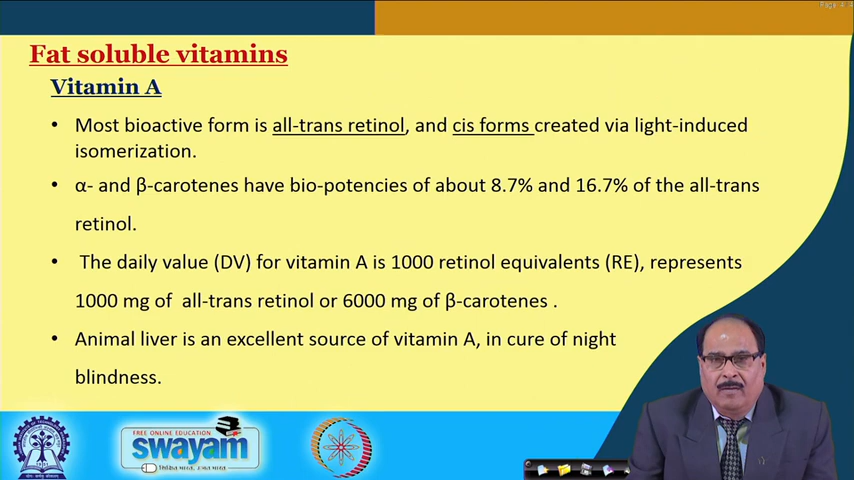 Fat soluble vitamins
Vitamin A
• Most bioactive form is all-trans retinol, and cis forms created via light-induced
isomerization.
• α- and β-carotenes have bio-potencies of about 8.7% and 16.7% of the all-trans
retinol.
• The daily value (DV) for vitamin A is 1000 retinol equivalents (RE), represents
1000 mg of all-trans retinol or 6000 mg of β-carotenes .
• Animal liver is an excellent source of vitamin A, in cure of night
blindness.
FREE ONLINE EDUCATION
swayam
1951